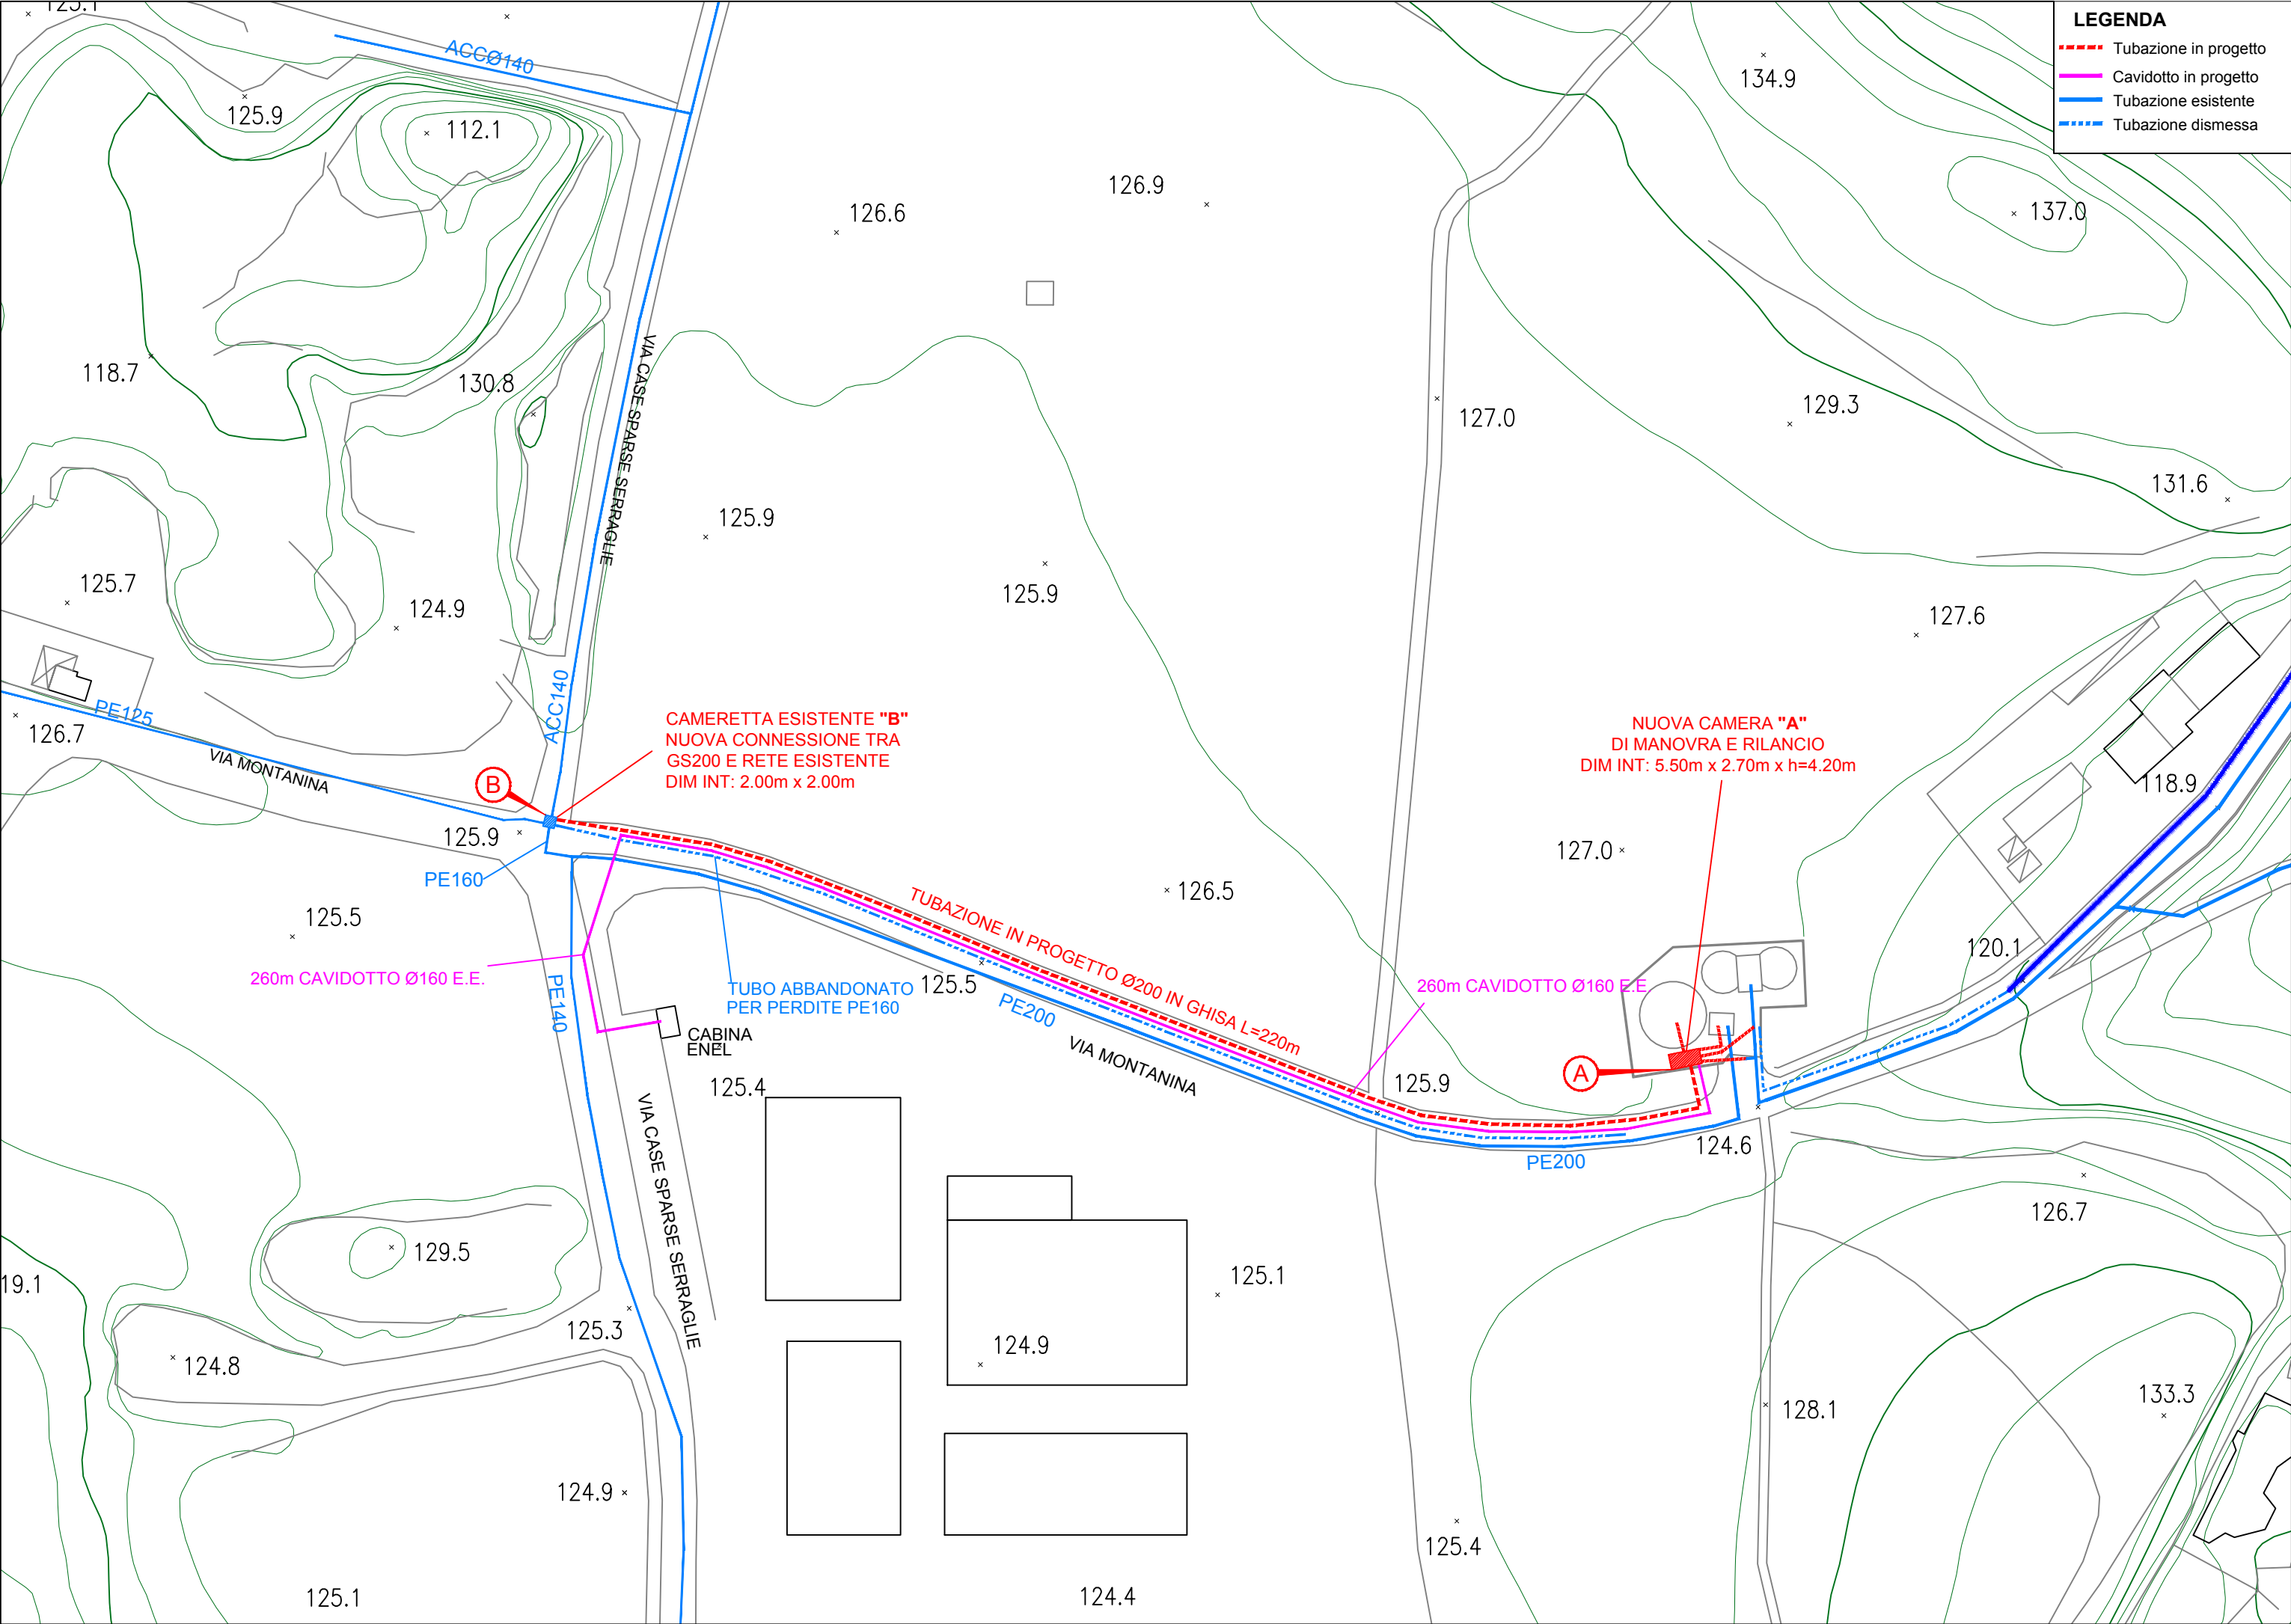 LEGENDA
Tubazione in progetto
Cavidotto in progetto
Tubazione esistente
Tubazione dismessa
ACCØ140
134.9
125.9
112.1
126.9
126.6
137.0
118.7
130.8
VIA CASE SPARSE SERRAGLIE
127.0
129.3
131.6
125.9
125.9
125.7
124.9
127.6
ACC140
PE125
126.7
VIA MONTANINA
CAMERETTA ESISTENTE "B"
NUOVA CONNESSIONE TRA
GS200 E RETE ESISTENTE
DIM INT: 2.00m x 2.00m
B
NUOVA CAMERA "A"
DI MANOVRA E RILANCIO
DIM INT: 5.50m x 2.70m x h=4.20m
118.9
125.9
127.0
PE160
126.5
125.5
TUBAZIONE IN PROGETTO Ø200 IN GHISA L=220m
120.1
260m CAVIDOTTO Ø160 E.E.
PE140
TUBO ABBANDONATO
PER PERDITE PE160
125.5
PE200
260m CAVIDOTTO Ø160 E.E.
CABINA
ENEL
VIA MONTANINA
A
125.4
125.9
124.6
PE200
VIA CASE SPARSE SERRAGLIE
126.7
129.5
125.1
19.1
125.3
124.9
124.8
133.3
128.1
124.9
125.4
125.1
124.4